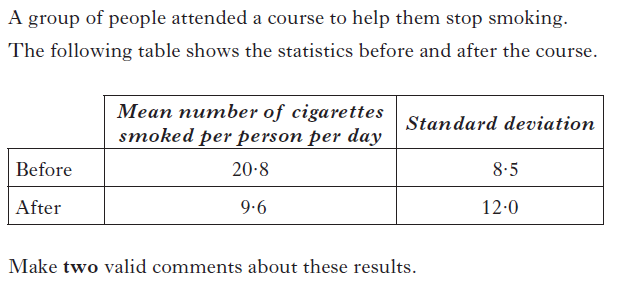 A group of people attended a course to help them stop smoking.
The following table shows the statistics before and after the course.
Mean number of cigarettes
smoked per person per day
Standard deviation
Before 20·8 8·5
After 9·6 12·0
Make two valid comments about these results.